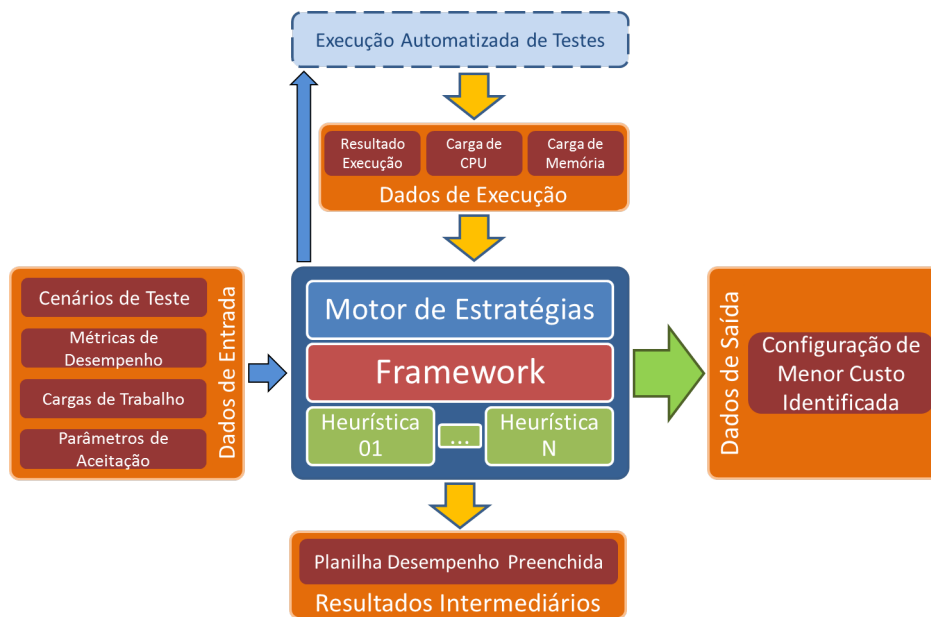 Execução Automatizada de Testes
Resultado
Execução
Carga de
CPU
Carga de
Memória
Dados de Execução
Cenários de Teste
Métricas de
Desempenho
Cargas de Trabalho
Parâmetros de
Aceitação
Dados de Entrada
Motor de Estratégias
Framework
Heurística
01
...
Heurística
N
Dados de Saída
Configuração de
Menor Custo
Identificada
Planilha Desempenho Preenchida
Resultados Intermediários